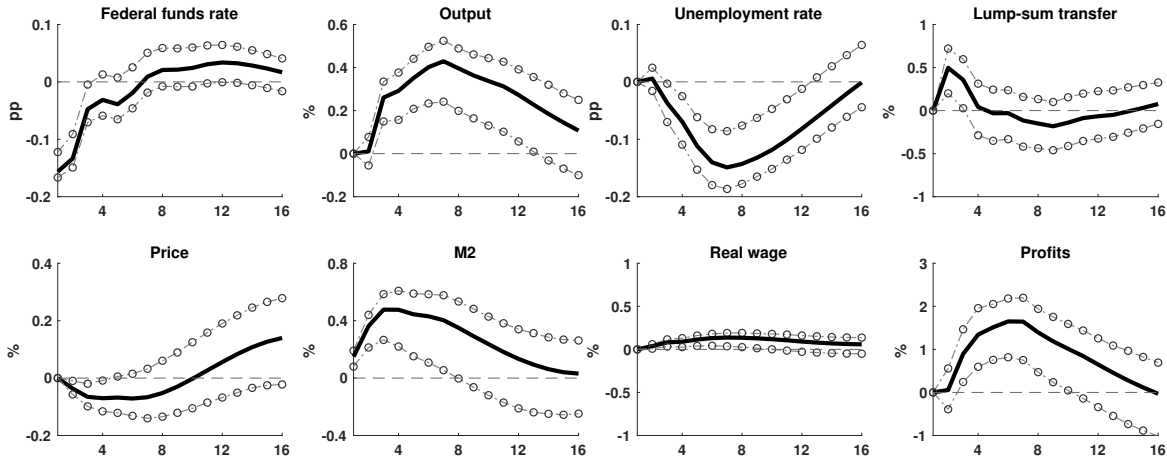 Federal funds rate
0.1
0
-0.1
-0.2
pp
4 8 12 16
Output
0.6
0.4
0.2
0
-0.2
%
4 8 12 16
Unemployment rate
0.1
0
-0.1
-0.2
pp
4 8 12 16
Lump-sum transfer
1
0.5
0
-0.5
-1
%
4 8 12 16
Price
0.4
0.2
0
-0.2
%
4 8 12 16
M2
0.8
0.4
0
-0.4
%
4 8 12 16
Real wage
1
0.5
0
-0.5
-1
%
4 8 12 16
Profits
3
2
1
0
1
%
4 8 12 16